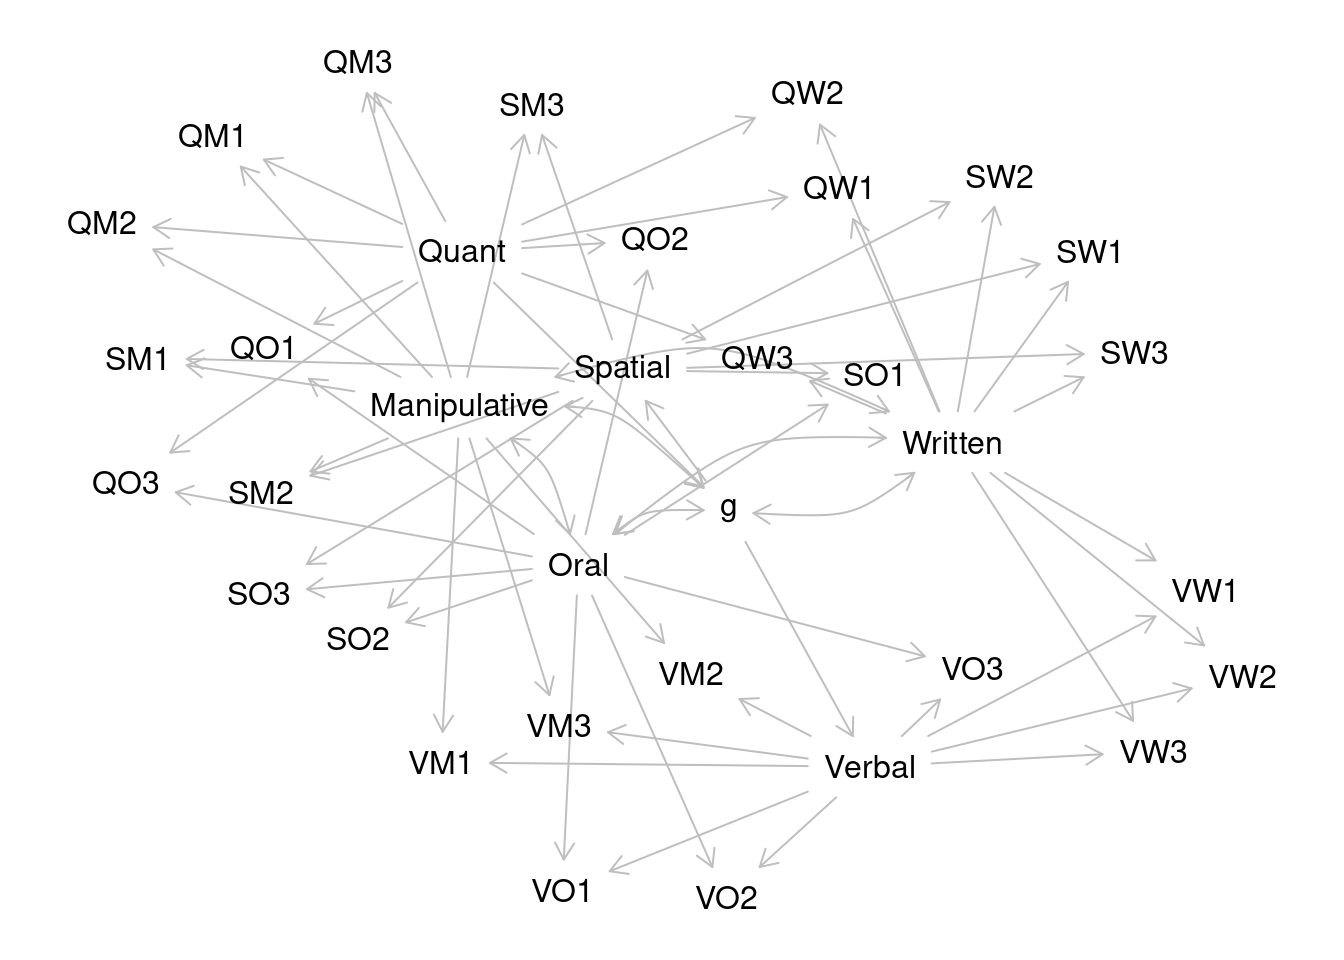 QM3
QW2
SM3
QM1
SW2
QW1
QM2
QO2
SW1
Quant
QO1
SW3
QW3
SM1
Spatial
SO1
Manipulative
Written
QO3
SM2
g
Oral
VW1
SO3
SO2
VO3
VM2
VW2
VM3
VW3
VM1
Verbal
VO1
VO2